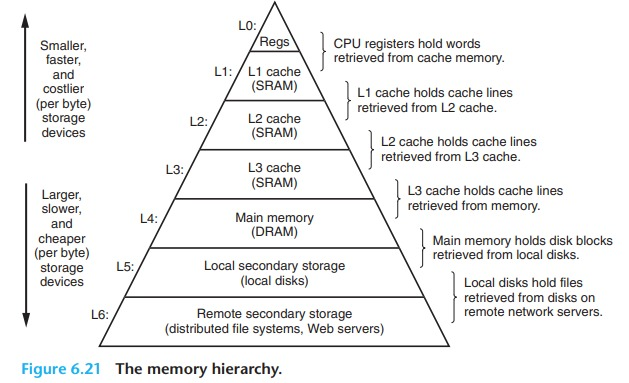 L0:
Regs
CPU registers hold words
retrieved from cache memory.
Smaller,
faster,
and
costlier
(per byte)
storage
devices
L1:
L1 cache
(SRAM)
L1 cache holds cache lines
retrieved from L2 cache.
L2:
L2 cache
(SRAM)
L2 cache holds cache lines
retrieved from L3 cache.
L3:
L3 cache
(SRAM)
L3 cache holds cache lines
retrieved from memory.
Larger,
slower,
and
cheaper
(per byte)
storage
devices
L4:
Main memory
(DRAM)
Main memory holds disk blocks
retrieved from local disks.
L5:
Local secondary storage
(local disks)
Local disks hold files
retrieved from disks on
remote network servers.
L6:
Remote secondary storage
(distributed file systems, Web servers)
Figure 6.21 The memory hierarchy.